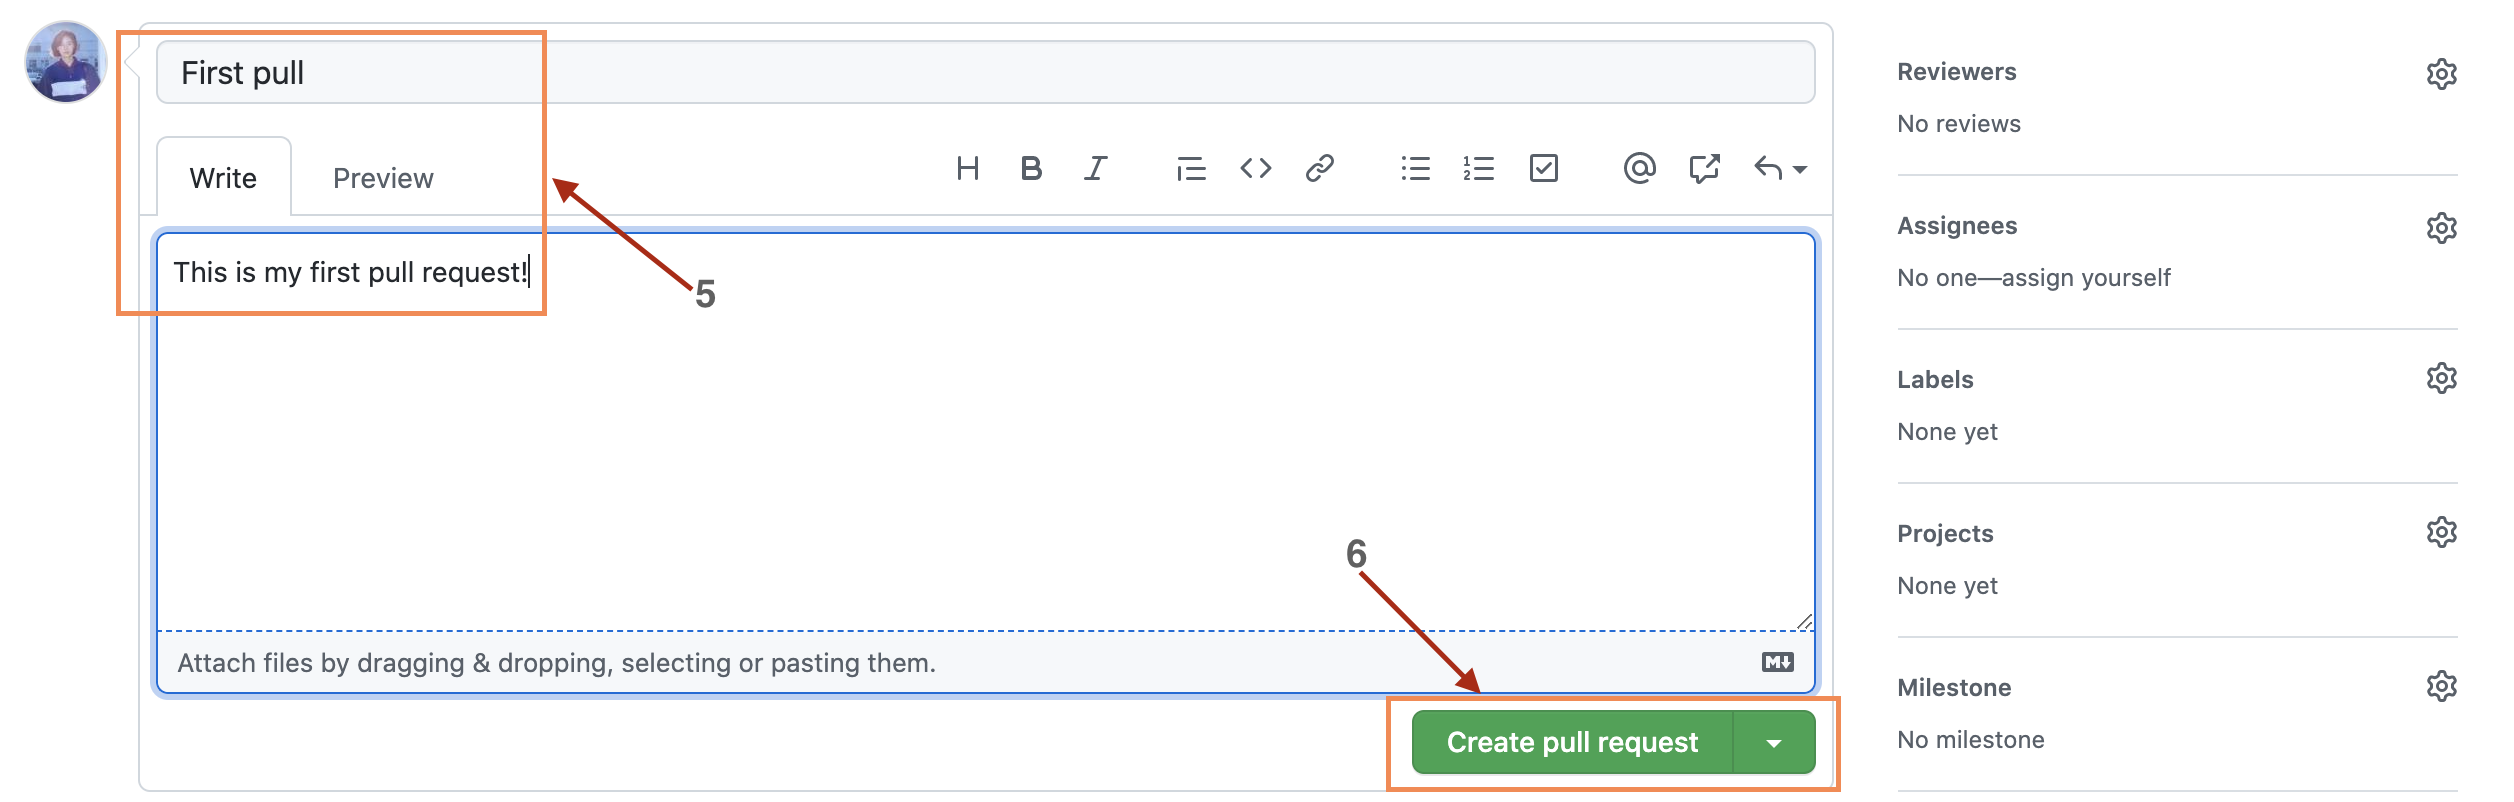 First pull
Write Preview
This is my first pull request!
5
6
Attach files by dragging & dropping, selecting or pasting them.
Create pull request
Reviewers
No reviews
Assignees
No one—assign yourself
Labels
None yet
Projects
None yet
Milestone
No milestone